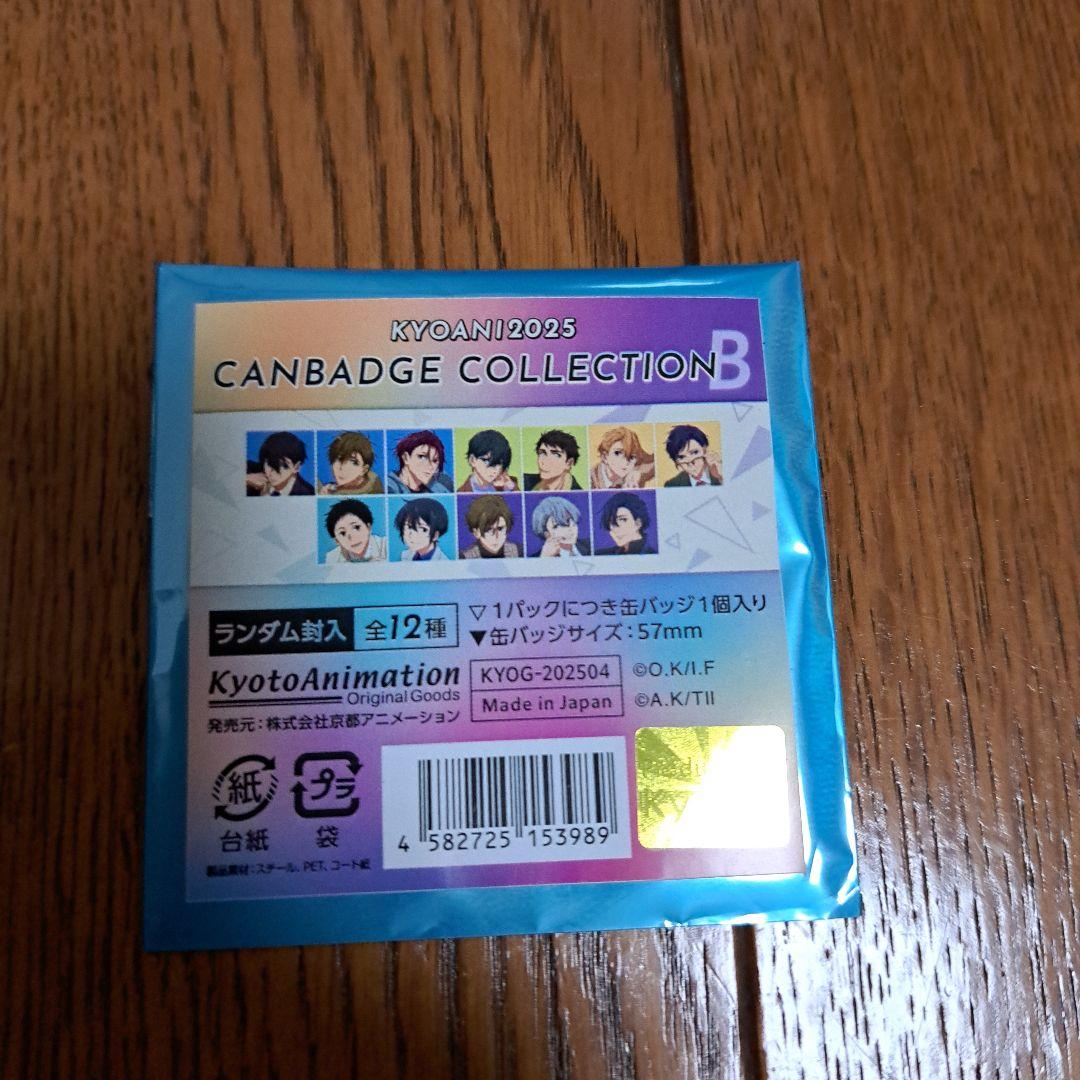 KYOANI2025
CANBADGE COLLECTION B
ランダム封入 全12種
▽1パックにつき缶バッジ1個入り
▼缶バッジサイズ：57mm
KyotoAnimation
Original Goods
発売元：株式会社京都アニメーション
KYOG-202504
Made in Japan
©O.K/I.F
©A.K/TII
紙
台紙
プラ
袋
4 582725 153989
製品素材：スチール、PET、コート紙